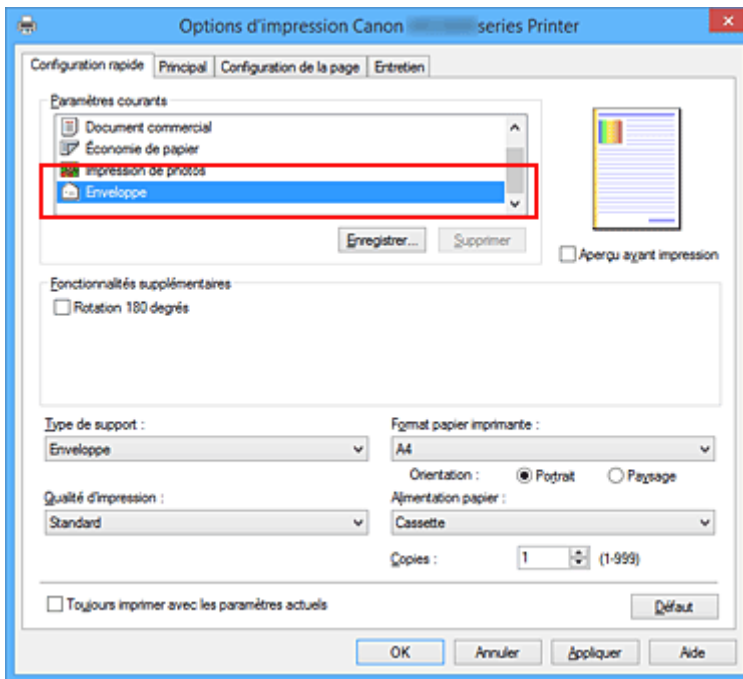 Options d'impression Canon series Printer
Configuration rapide Principal Configuration de la page Entretien
Paramètres courants
Document commercial
Économie de papier
Impression de photos
Enveloppe
Enregistrer... Supprimer
Aperçu avant impression
Fonctionnalités supplémentaires
Rotation 180 degrés
Type de support : Format papier imprimante :
Enveloppe A4
Orientation : Portrait Paysage
Qualité d'impression : Alimentation papier :
Standard Cassette
Copies : 1 (1-999)
Toujours imprimer avec les paramètres actuels Défaut
OK Annuler Appliquer Aide